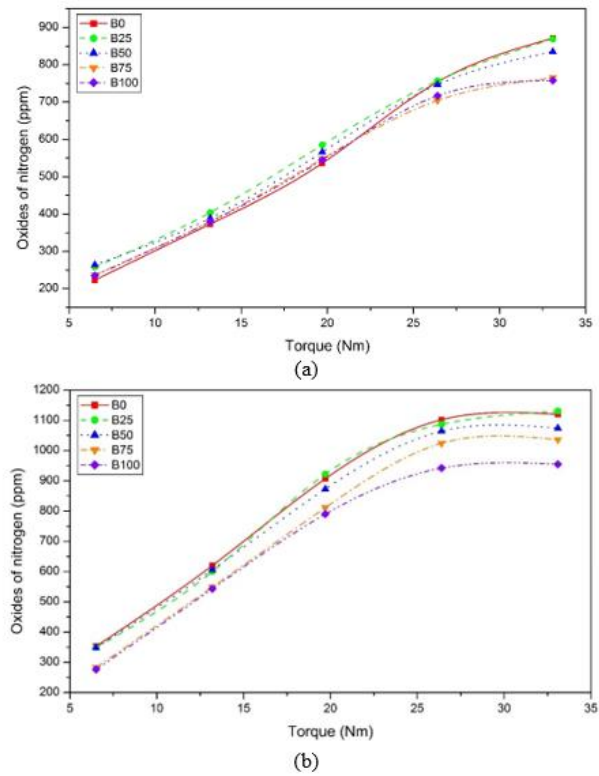 B0
B25
B50
B75
B100
Oxides of nitrogen (ppm)
900
800
700
600
500
400
300
200
5 10 15 20 25 30 35
Torque (Nm)
(a)
B0
B25
B50
B75
B100
Oxides of nitrogen (ppm)
1200
1100
1000
900
800
700
600
500
400
300
200
5 10 15 20 25 30 35
Torque (Nm)
(b)